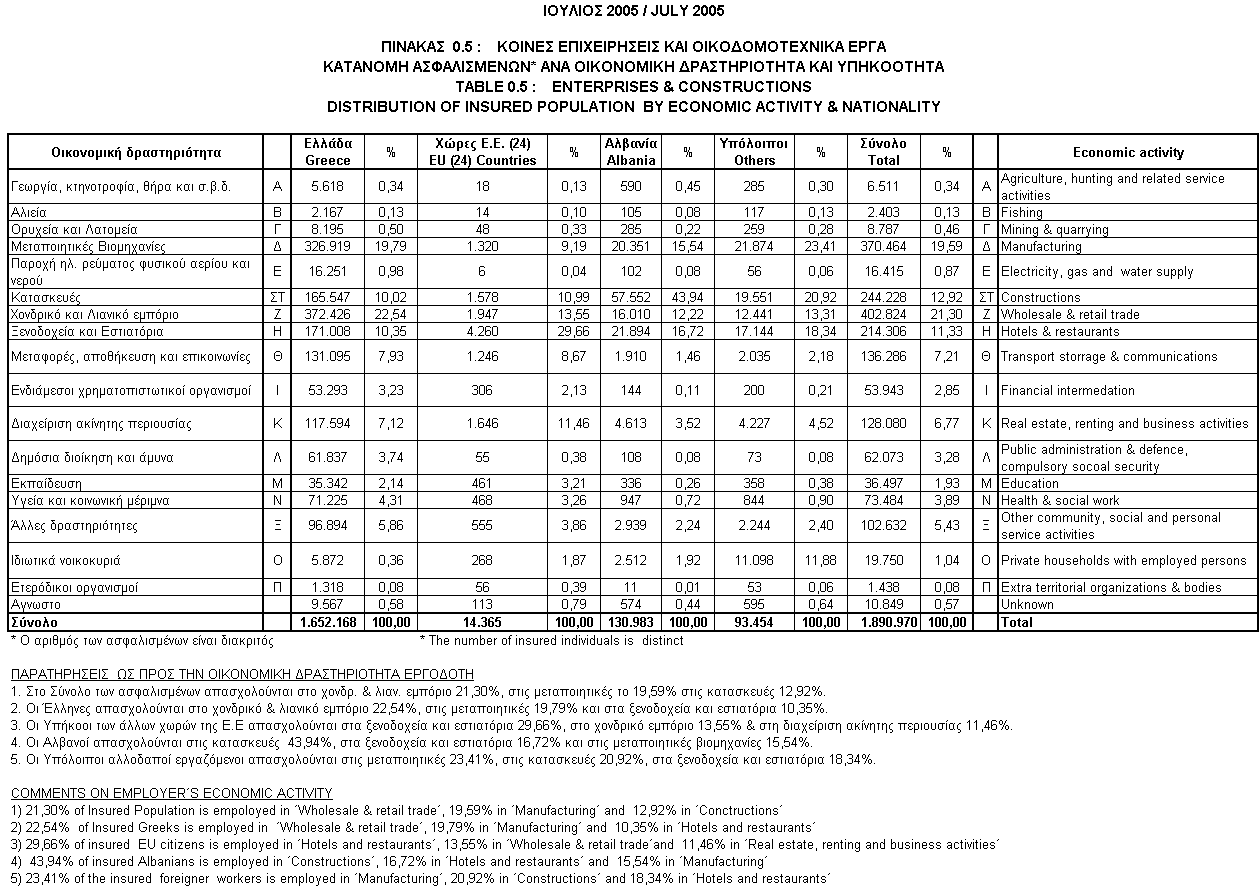 ΙΟΥΛΙΟΣ 2005 / JULY 2005
ΠΙΝΑΚΑΣ 0.5 : ΚΟΙΝΕΣ ΕΠΙΧΕΙΡΗΣΕΙΣ ΚΑΙ ΟΙΚΟΔΟΜΟΤΕΧΝΙΚΑ ΕΡΓΑ
ΚΑΤΑΝΟΜΗ ΑΣΦΑΛΙΣΜΕΝΩΝ* ΑΝΑ ΟΙΚΟΝΟΜΙΚΗ ΔΡΑΣΤΗΡΙΟΤΗΤΑ ΚΑΙ ΥΠΗΚΟΟΤΗΤΑ
TABLE 0.5 : ENTERPRISES & CONSTRUCTIONS
DISTRIBUTION OF INSURED POPULATION BY ECONOMIC ACTIVITY & NATIONALITY
Οικονομική δραστηριότητα Ελλάδα Greece % Χώρες Ε.Ε. (24) EU (24) Countries % Αλβανία Albania % Υπόλοιποι Others % Σύνολο Total % Economic activity
Γεωργία, κτηνοτροφία, θήρα και σ.β.δ. Α 5.618 0,34 18 0,13 590 0,45 285 0,30 6.511 0,34 Α Agriculture, hunting and related service activities
Αλιεία Β 2.167 0,13 14 0,10 105 0,08 117 0,13 2.403 0,13 Β Fishing
Ορυχεία και Λατομεία Γ 8.195 0,50 48 0,33 285 0,22 259 0,28 8.787 0,46 Γ Mining & quarrying
Μεταποιητικές Βιομηχανίες Δ 326.919 19,79 1.320 9,19 20.351 15,54 21.874 23,41 370.464 19,59 Δ Manufacturing
Παροχή ηλ. ρεύματος φυσικού αερίου και νερού Ε 16.251 0,98 6 0,04 102 0,08 56 0,06 16.415 0,87 Ε Electricity, gas and water supply
Κατασκευές ΣΤ 165.547 10,02 1.578 10,99 57.552 43,94 19.551 20,92 244.228 12,92 ΣΤ Constructions
Χονδρικό και Λιανικό εμπόριο Ζ 372.426 22,54 1.947 13,55 16.010 12,22 12.441 13,31 402.824 21,30 Ζ Wholesale & retail trade
Ξενοδοχεία και Εστιατόρια Η 171.008 10,35 4.260 29,66 21.894 16,72 17.144 18,34 214.306 11,33 Η Hotels & restaurants
Μεταφορές, αποθήκευση και επικοινωνίες Θ 131.095 7,93 1.246 8,67 1.910 1,46 2.035 2,18 136.286 7,21 Θ Transport storrage & communications
Ενδιάμεσοι χρηματοπιστωτικοί οργανισμοί Ι 53.293 3,23 306 2,13 144 0,11 200 0,21 53.943 2,85 Ι Financial intermedation
Διαχείριση ακίνητης περιουσίας Κ 117.594 7,12 1.646 11,46 4.613 3,52 4.227 4,52 128.080 6,77 Κ Real estate, renting and business activities
Δημόσια διοίκηση και άμυνα Λ 61.837 3,74 55 0,38 108 0,08 73 0,08 62.073 3,28 Λ Public administration & defence, compulsory socoal security
Εκπαίδευση Μ 35.342 2,14 461 3,21 336 0,26 358 0,38 36.497 1,93 Μ Education
Υγεία και κοινωνική μέριμνα Ν 71.225 4,31 468 3,26 947 0,72 844 0,90 73.484 3,89 Ν Health & social work
Άλλες δραστηριότητες Ξ 96.894 5,86 555 3,86 2.939 2,24 2.244 2,40 102.632 5,43 Ξ Other community, social and personal service activities
Ιδιωτικά νοικοκυριά Ο 5.872 0,36 268 1,87 2.512 1,92 11.098 11,88 19.750 1,04 Ο Private households with employed persons
Ετερόδικοι οργανισμοί Π 1.318 0,08 56 0,39 11 0,01 53 0,06 1.438 0,08 Π Extra territorial organizations & bodies
Αγνωστο 9.567 0,58 113 0,79 574 0,44 595 0,64 10.849 0,57 Unknown
Σύνολο 1.652.168 100,00 14.365 100,00 130.983 100,00 93.454 100,00 1.890.970 100,00 Total
* Ο αριθμός των ασφαλισμένων είναι διακριτός * The number of insured individuals is distinct
ΠΑΡΑΤΗΡΗΣΕΙΣ ΩΣ ΠΡΟΣ ΤΗΝ ΟΙΚΟΝΟΜΙΚΗ ΔΡΑΣΤΗΡΙΟΤΗΤΑ ΕΡΓΟΔΟΤΗ
1. Στο Σύνολο των ασφαλισμένων απασχολούνται στο χονδρ. & λιαν. εμπόριο 21,30%, στις μεταποιητικές το 19,59% στις κατασκευές 12,92%.
2. Οι Έλληνες απασχολούνται στο χονδρικό & λιανικό εμπόριο 22,54%, στις μεταποιητικές 19,79% και στα ξενοδοχεία και εστιατόρια 10,35%.
3. Οι Υπήκοοι των άλλων χωρών της Ε.Ε απασχολούνται στα ξενοδοχεία και εστιατόρια 29,66%, στο χονδρικό εμπόριο 13,55% & στη διαχείριση ακίνητης περιουσίας 11,46%.
4. Οι Αλβανοί απασχολούνται στις κατασκευές 43,94%, στα ξενοδοχεία και εστιατόρια 16,72% και στις μεταποιητικές βιομηχανίες 15,54%.
5. Οι Υπόλοιποι αλλοδαποί εργαζόμενοι απασχολούνται στις μεταποιητικές 23,41%, στις κατασκευές 20,92%, στα ξενοδοχεία και εστιατόρια 18,34%.
COMMENTS ON EMPLOYER´S ECONOMIC ACTIVITY
1) 21,30% of Insured Population is empoloyed in ´Wholesale & retail trade´, 19,59% in ´Manufacturing´ and 12,92% in ´Conctructions´
2) 22,54% of Insured Greeks is employed in ´Wholesale & retail trade´, 19,79% in ´Manufacturing´ and 10,35% in ´Hotels and restaurants´
3) 29,66% of insured EU citizens is employed in ´Hotels and restaurants´, 13,55% in ´Wholesale & retail trade´and 11,46% in ´Real estate, renting and business activities´
4) 43,94% of insured Albanians is employed in ´Constructions´, 16,72% in ´Hotels and restaurants´ and 15,54% in ´Manufacturing´
5) 23,41% of the insured foreigner workers is employed in ´Manufacturing´, 20,92% in ´Constructions´ and 18,34% in ´Hotels and restaurants´